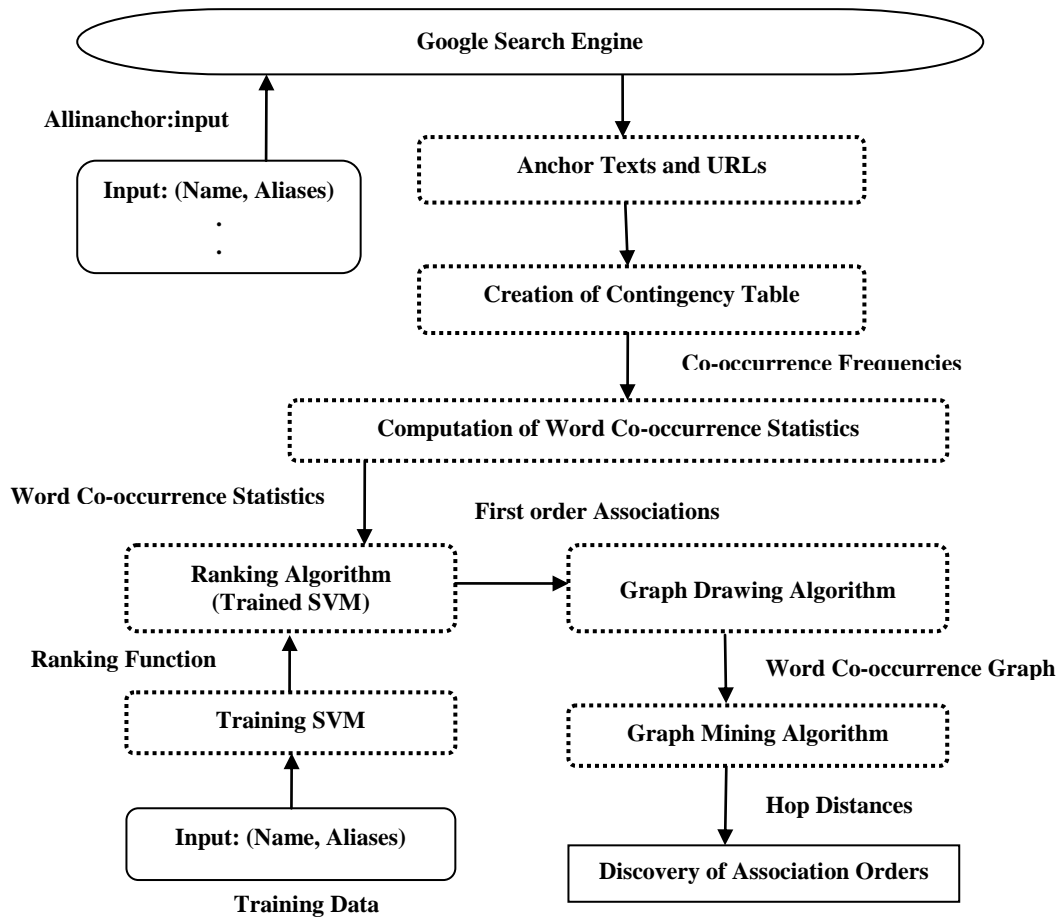 Google Search Engine
Allinanchor:input
Anchor Texts and URLs
Input: (Name, Aliases)
.
.
Creation of Contingency Table
Co-occurrence Frequencies
Computation of Word Co-occurrence Statistics
Word Co-occurrence Statistics
First order Associations
Ranking Algorithm
(Trained SVM)
Graph Drawing Algorithm
Ranking Function
Word Co-occurrence Graph
Training SVM
Graph Mining Algorithm
Hop Distances
Input: (Name, Aliases)
Discovery of Association Orders
Training Data